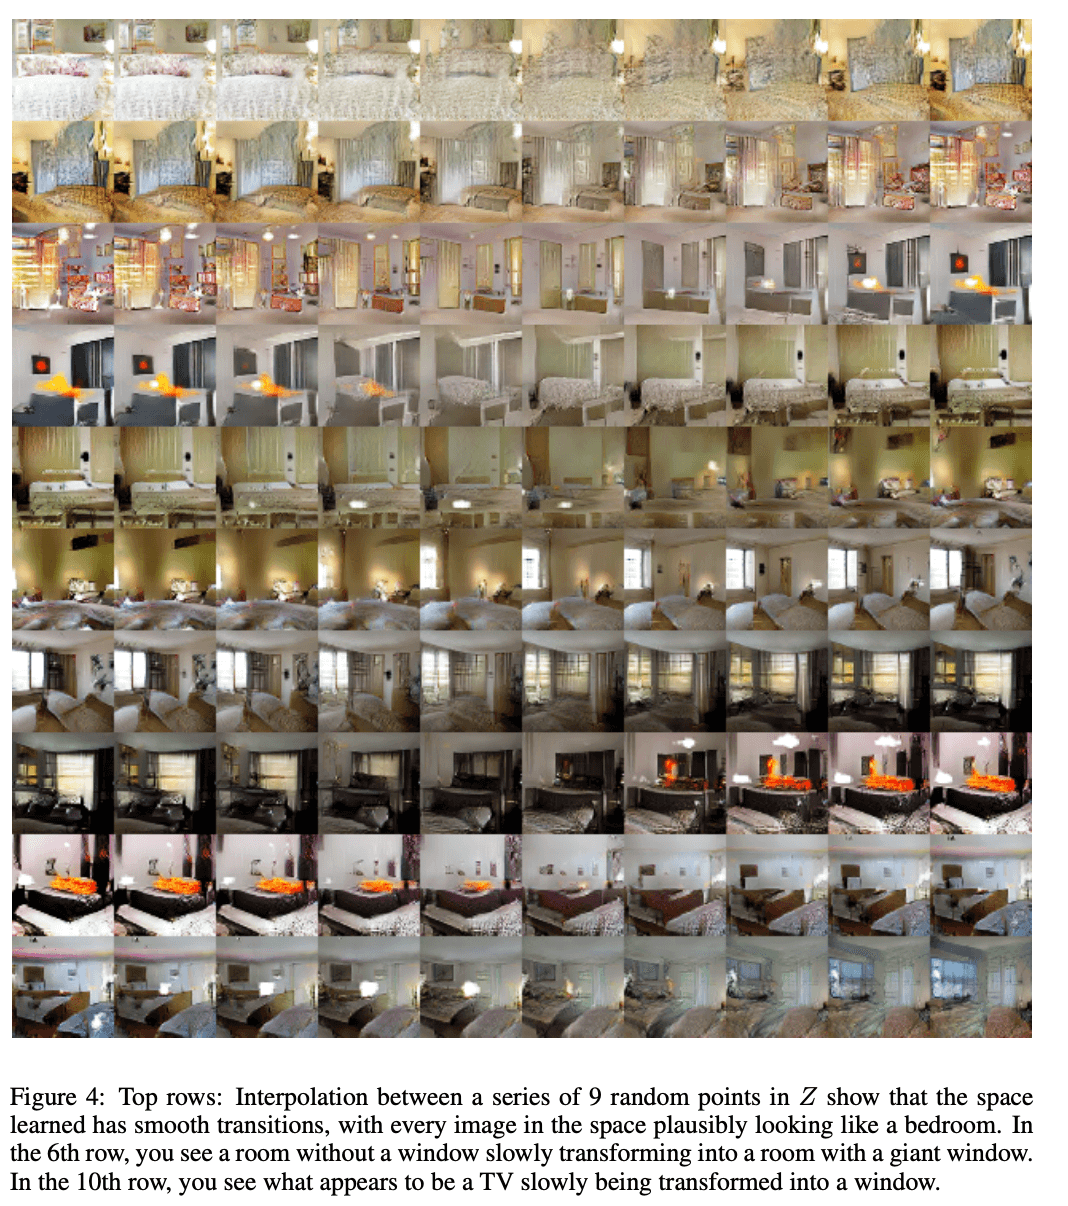 Figure 4: Top rows: Interpolation between a series of 9 random points in Z show that the space
learned has smooth transitions, with every image in the space plausibly looking like a bedroom. In
the 6th row, you see a room without a window slowly transforming into a room with a giant window.
In the 10th row, you see what appears to be a TV slowly being transformed into a window.